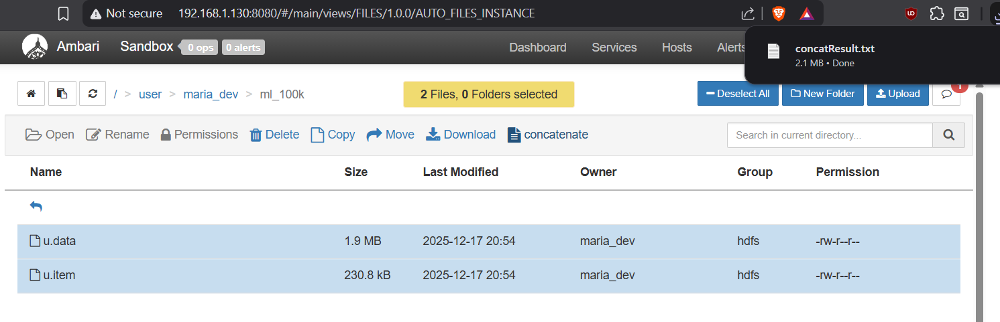 Not secure 192.168.1.130:8080/#/main/views/FILES/1.0.0/AUTO_FILES_INSTANCE
Ambari Sandbox 0 ops 0 alerts Dashboard Services Hosts Alerts
concatResult.txt
2.1 MB • Done
/ > user > maria_dev > ml_100k 2 Files, 0 Folders selected Deselect All New Folder Upload
Open Rename Permissions Delete Copy Move Download concatenate Search in current directory...
Name Size Last Modified Owner Group Permission
u.data 1.9 MB 2025-12-17 20:54 maria_dev hdfs -rw-r--r--
u.item 230.8 kB 2025-12-17 20:54 maria_dev hdfs -rw-r--r--